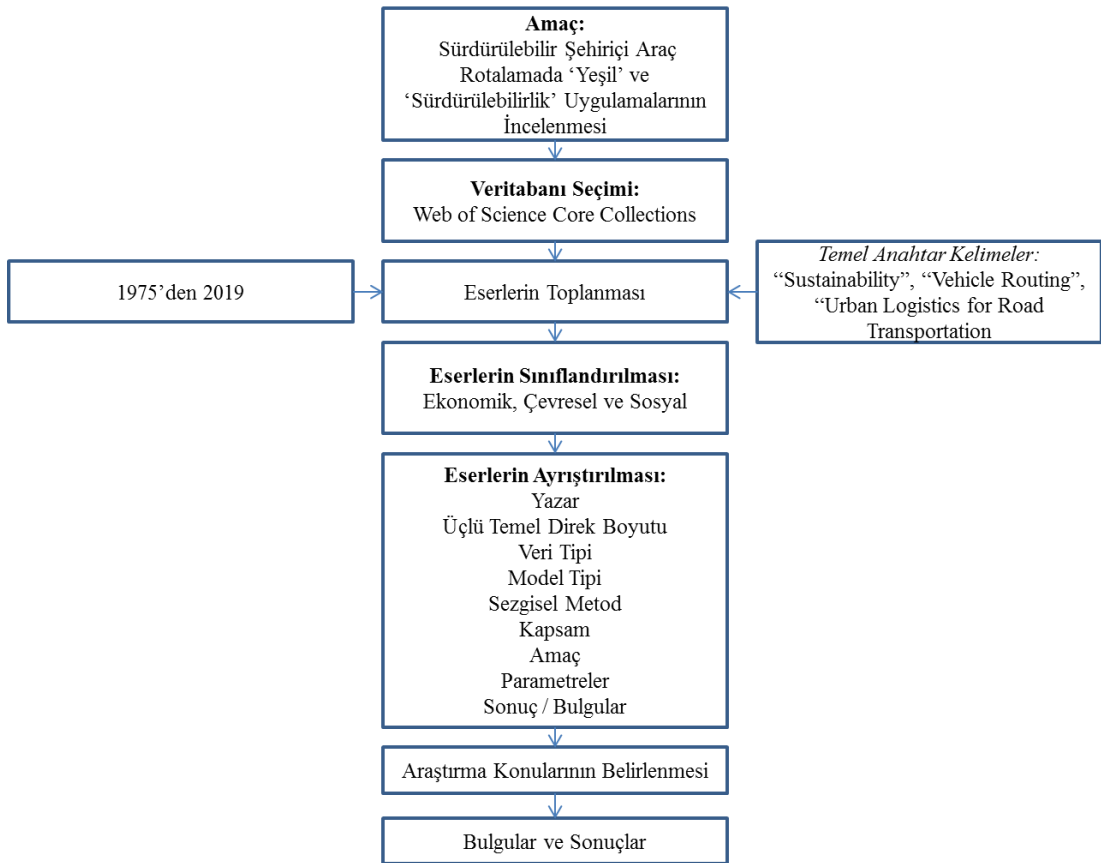 Amaç:
Sürdürülebilir Şehiriçi Araç
Rotalamada ‘Yeşil’ ve
‘Sürdürülebilirlik’ Uygulamalarının
İncelenmesi
Veritabanı Seçimi:
Web of Science Core Collections
1975’den 2019
Eserlerin Toplanması
Temel Anahtar Kelimeler:
“Sustainability”, “Vehicle Routing”,
“Urban Logistics for Road
Transportation
Eserlerin Sınıflandırılması:
Ekonomik, Çevresel ve Sosyal
Eserlerin Ayrıştırılması:
Yazar
Üçlü Temel Direk Boyutu
Veri Tipi
Model Tipi
Sezgisel Metod
Kapsam
Amaç
Parametreler
Sonuç / Bulgular
Araştırma Konularının Belirlenmesi
Bulgular ve Sonuçlar